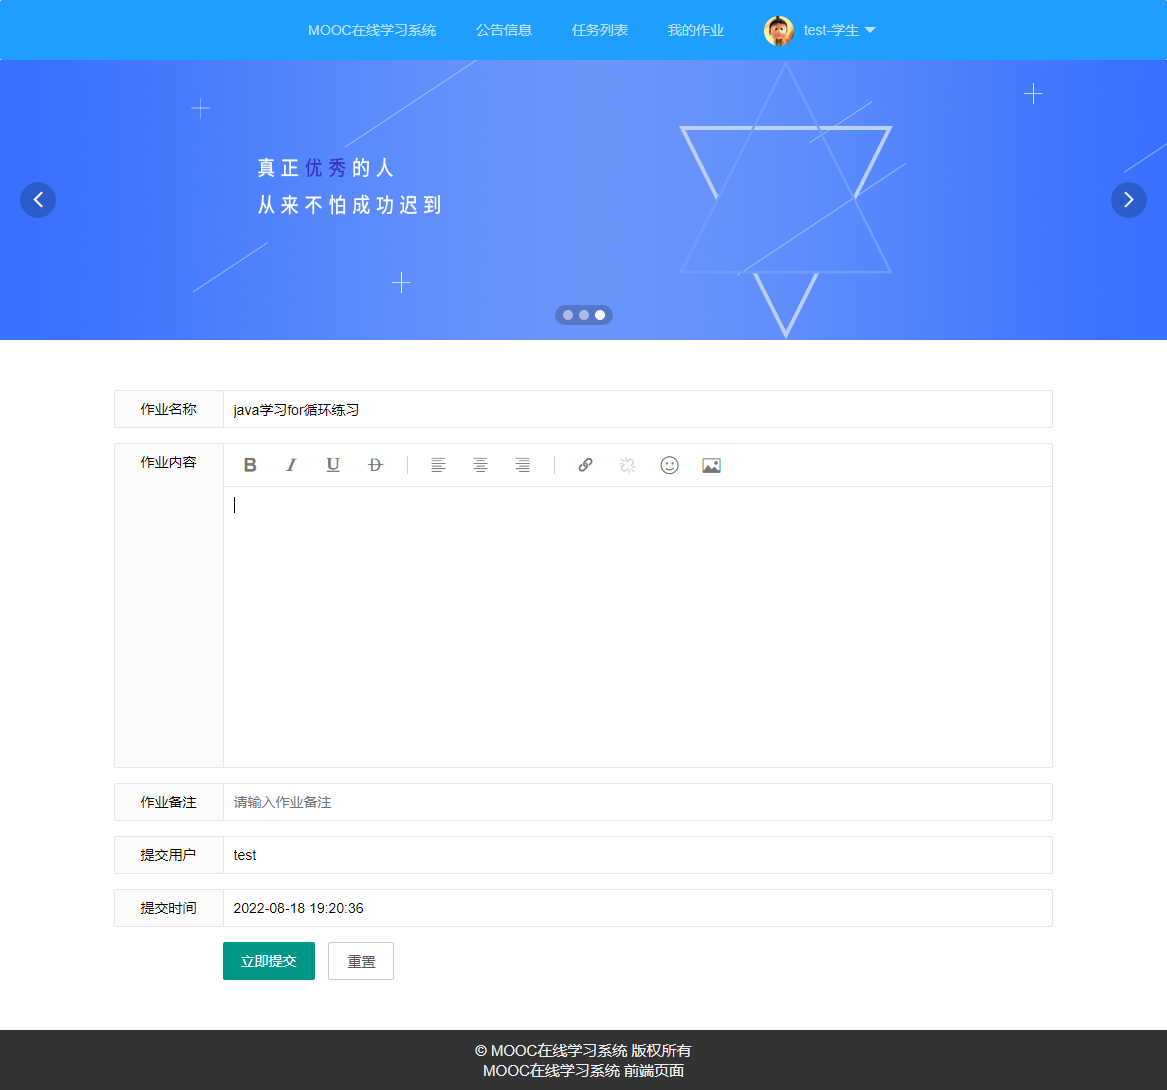 MOOC在线学习系统 公告信息 任务列表 我的作业 test-学生
真正优秀的人
从来不怕成功迟到
作业名称 java学习for循环练习
作业内容 B I U D
作业备注 请输入作业备注
提交用户 test
提交时间 2022-08-18 19:20:36
立即提交 重置
© MOOC在线学习系统 版权所有
MOOC在线学习系统 前端页面